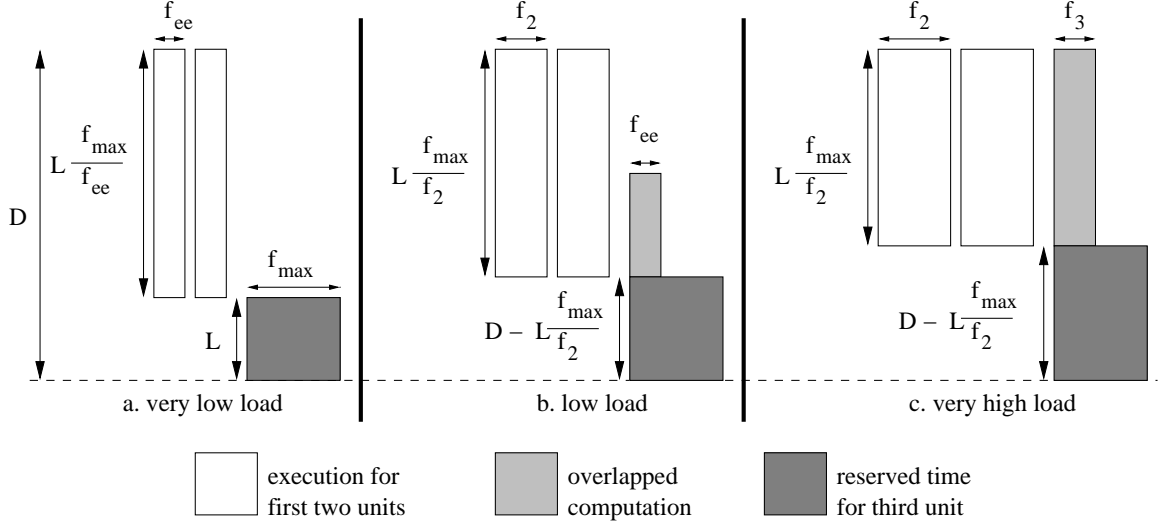 f_ee
D
L f_max / f_ee
f_max
L
a. very low load
f_2
L f_max / f_2
f_ee
D – L f_max / f_2
b. low load
f_2
f_3
L f_max / f_2
D – L f_max / f_2
c. very high load
execution for
first two units
overlapped
computation
reserved time
for third unit